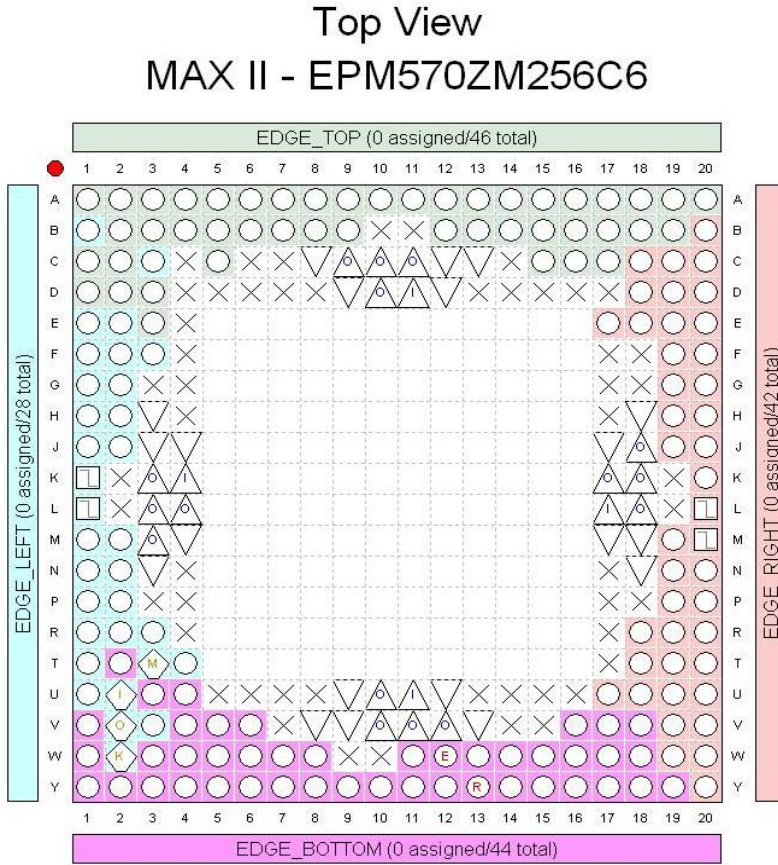 Top View
MAX II - EPM570ZM256C6
EDGE_TOP (0 assigned/46 total)
1 2 3 4 5 6 7 8 9 10 11 12 13 14 15 16 17 18 19 20
EDGE_LEFT (0 assigned/28 total)
EDGE_RIGHT (0 assigned/42 total)
A A
B B
C O O O C
D O I D
E E
F F
G G
H H
J O J
K O I O O K
L O O I O L
M O M
N N
P P
R R
T M T
U I O I U
V O O O O V
W K E W
Y R Y
1 2 3 4 5 6 7 8 9 10 11 12 13 14 15 16 17 18 19 20
EDGE_BOTTOM (0 assigned/44 total)